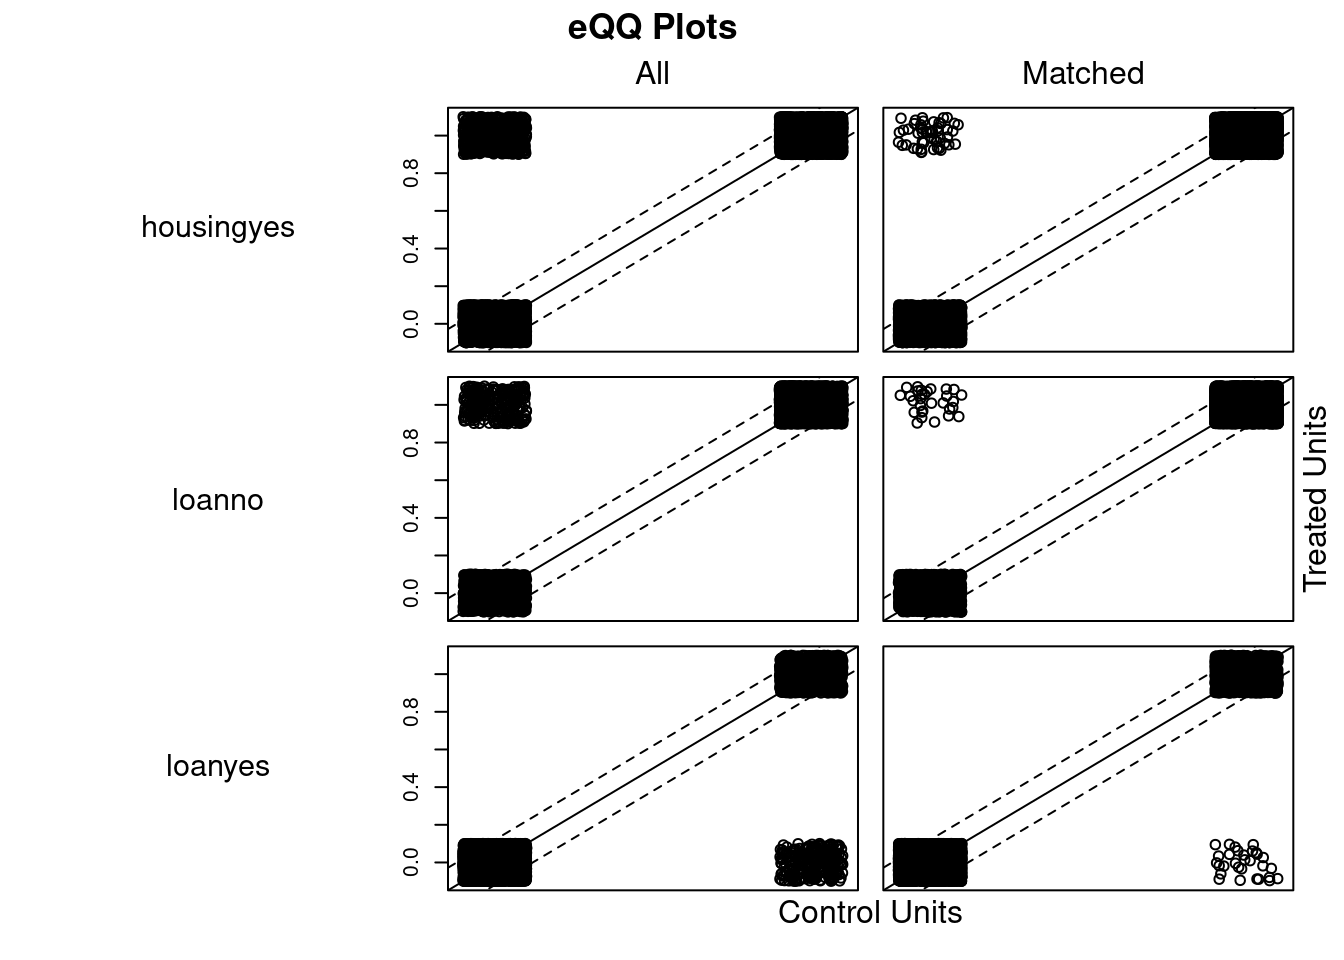 eQQ Plots
All
Matched
housingyes
0.8
0.4
0.0
loanno
0.8
0.4
0.0
Treated Units
loanyes
0.8
0.4
0.0
Control Units